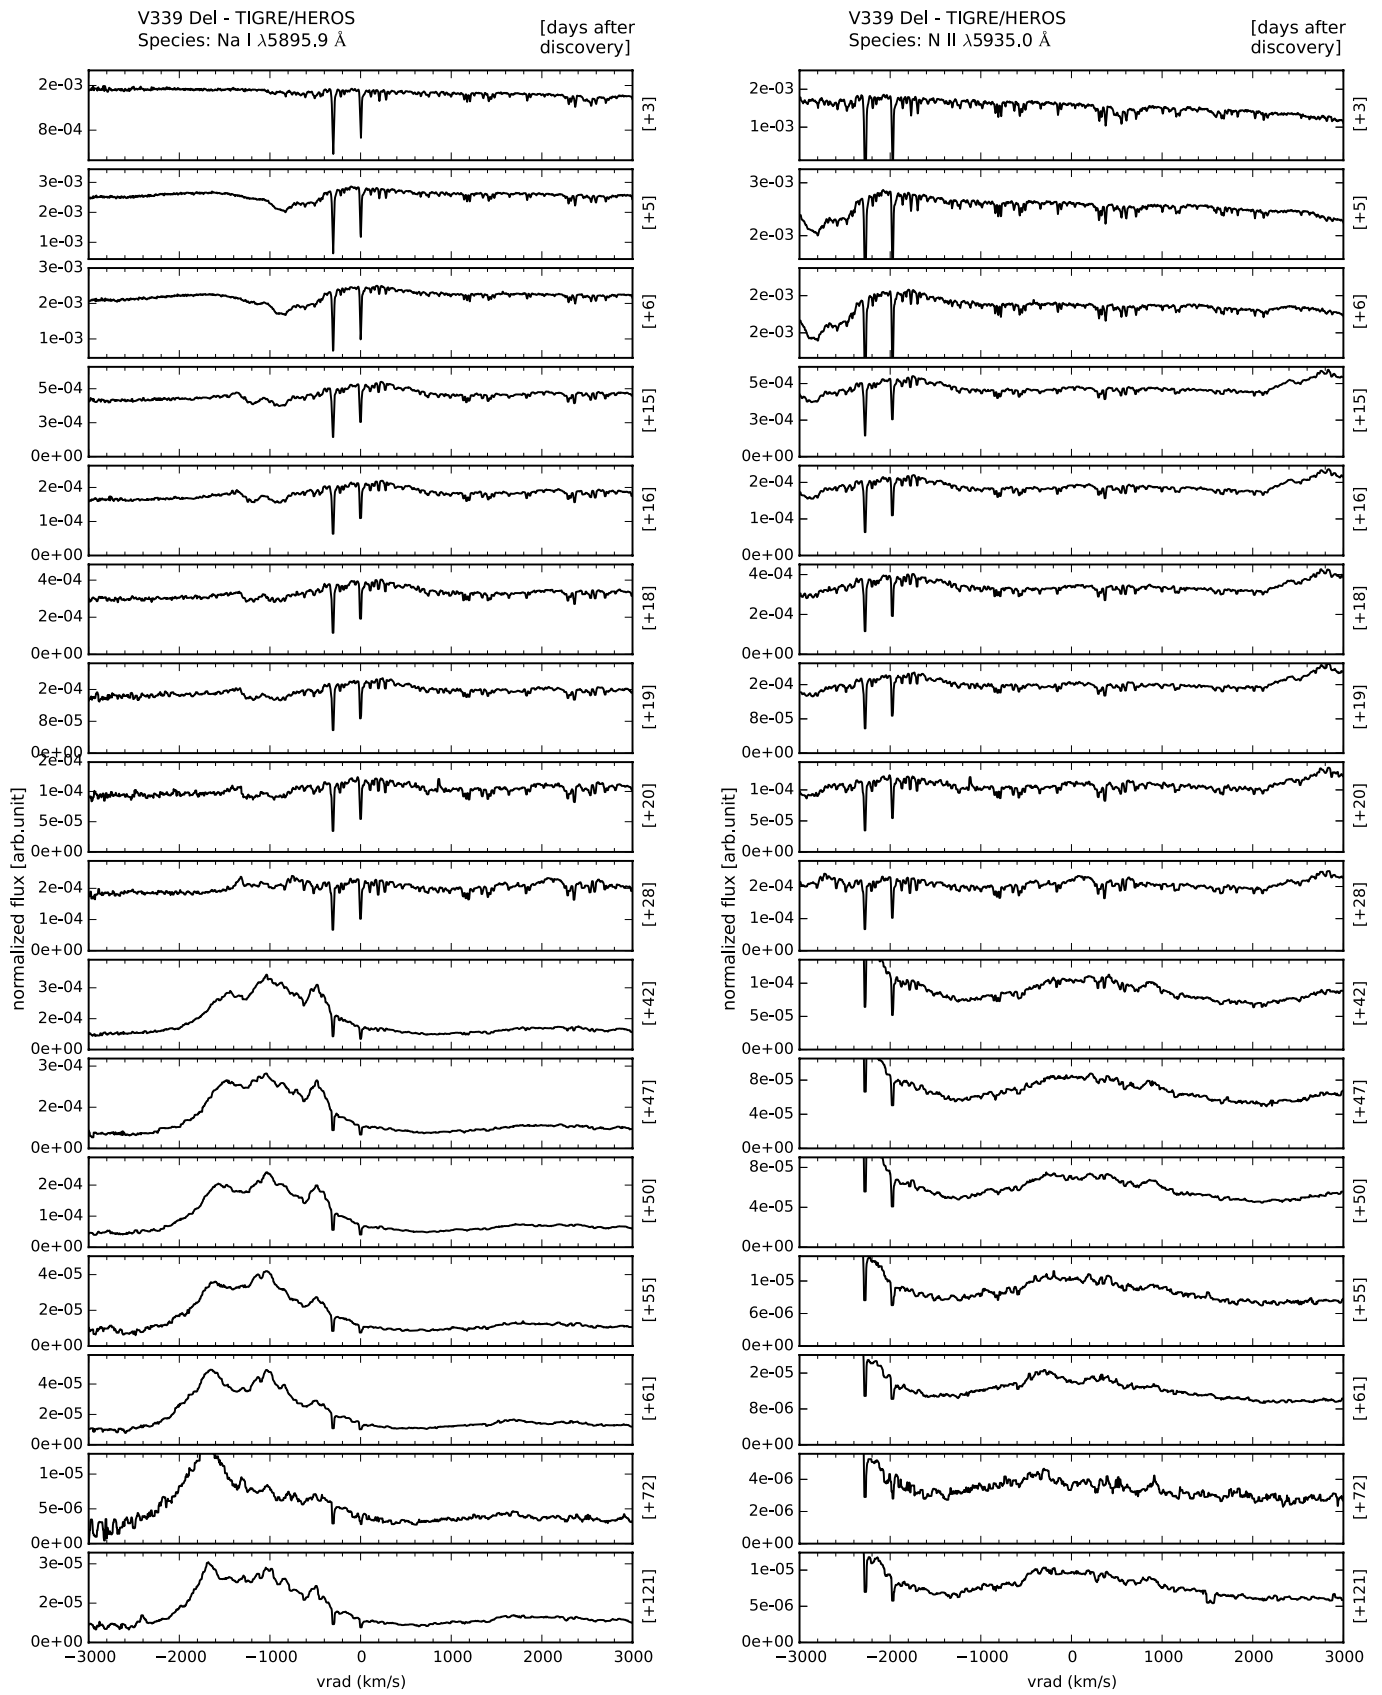 V339 Del - TIGRE/HEROS
Species: Na I λ5895.9 Å
[days after
discovery]
2e-03
8e-04
[+3]
3e-03
2e-03
1e-03
[+5]
3e-03
2e-03
1e-03
[+6]
5e-04
3e-04
0e+00
[+15]
2e-04
1e-04
0e+00
[+16]
4e-04
2e-04
0e+00
[+18]
2e-04
8e-05
0e+00
[+19]
2e-04
1e-04
5e-05
0e+00
[+20]
2e-04
1e-04
0e+00
[+28]
3e-04
2e-04
0e+00
[+42]
3e-04
2e-04
0e+00
[+47]
2e-04
1e-04
0e+00
[+50]
4e-05
2e-05
0e+00
[+55]
4e-05
2e-05
0e+00
[+61]
1e-05
5e-06
0e+00
[+72]
3e-05
2e-05
0e+00
[+121]
normalized flux [arb.unit]
−3000 −2000 −1000 0 1000 2000 3000
vrad (km/s)
V339 Del - TIGRE/HEROS
Species: N II λ5935.0 Å
[days after
discovery]
2e-03
1e-03
[+3]
3e-03
2e-03
[+5]
2e-03
2e-03
[+6]
5e-04
3e-04
0e+00
[+15]
2e-04
1e-04
0e+00
[+16]
4e-04
2e-04
0e+00
[+18]
2e-04
8e-05
0e+00
[+19]
1e-04
5e-05
0e+00
[+20]
2e-04
1e-04
0e+00
[+28]
1e-04
5e-05
0e+00
[+42]
8e-05
4e-05
0e+00
[+47]
8e-05
4e-05
0e+00
[+50]
1e-05
6e-06
0e+00
[+55]
2e-05
8e-06
0e+00
[+61]
4e-06
2e-06
0e+00
[+72]
1e-05
5e-06
0e+00
[+121]
normalized flux [arb.unit]
−3000 −2000 −1000 0 1000 2000 3000
vrad (km/s)